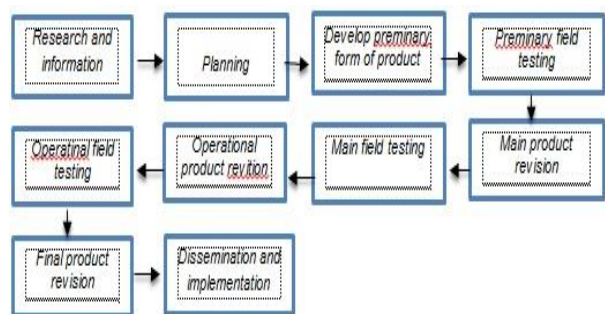 Research and
information
Planning
Develop preminary
form of product
Preminary field
testing
Main product
revision
Main field testing
Operational
product revition
Operatinal field
testing
Final product
revision
Dissemination and
implementation